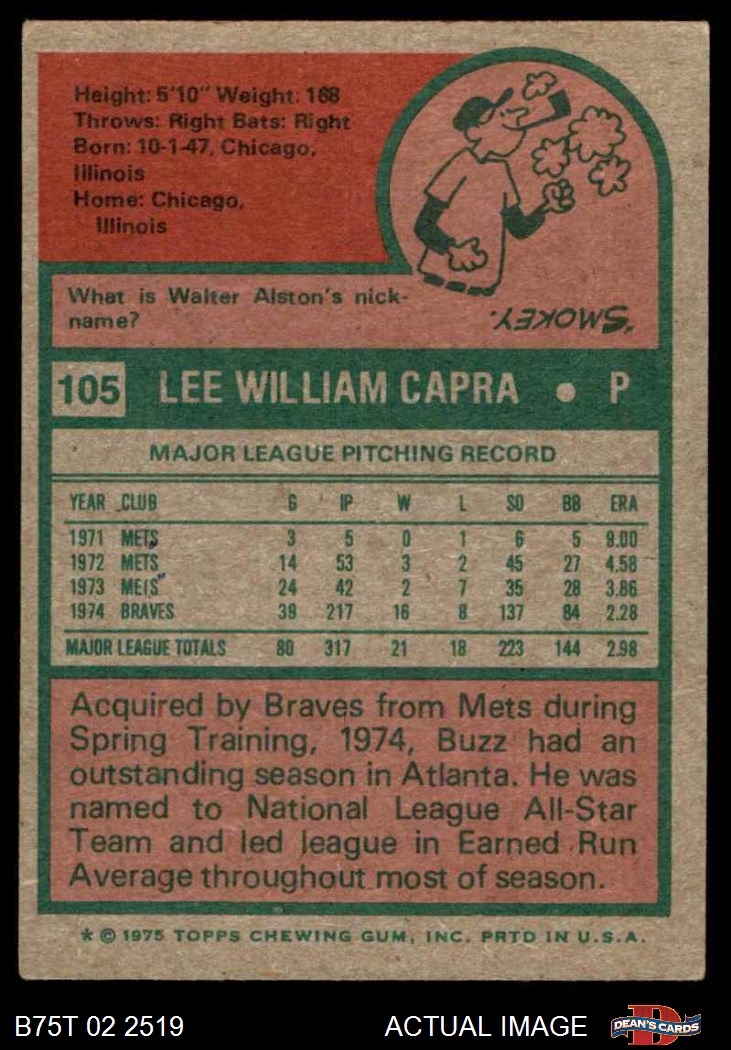 Height: 5'10" Weight: 168
Throws: Right Bats: Right
Born: 10-1-47, Chicago,
Illinois
Home: Chicago,
Illinois
What is Walter Alston's nick-
name?
"SMOKEY."
105 LEE WILLIAM CAPRA • P
MAJOR LEAGUE PITCHING RECORD
YEAR CLUB G IP W L SO BB ERA
1971 METS 3 5 0 1 6 5 9.00
1972 METS 14 53 3 2 45 27 4.58
1973 METS 24 42 2 7 35 28 3.86
1974 BRAVES 39 217 16 8 137 84 2.28
MAJOR LEAGUE TOTALS 80 317 21 18 223 144 2.98
Acquired by Braves from Mets during
Spring Training, 1974, Buzz had an
outstanding season in Atlanta. He was
named to National League All-Star
Team and led league in Earned Run
Average throughout most of season.
* © 1975 TOPPS CHEWING GUM, INC. PRTD IN U.S.A.
B75T 02 2519 ACTUAL IMAGE DEAN'S CARDS